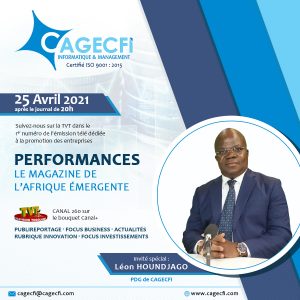 CAGECFi
INFORMATIQUE & MANAGEMENT
Certifié ISO 9001 : 2015
25 Avril 2021
après le journal de 20h
Suivez-nous sur la TVT dans le
1er numéro de l'émission télé dédiée
à la promotion des entreprises
PERFORMANCES
LE MAGAZINE DE
L'AFRIQUE ÉMERGENTE
TVT
CANAL 260 sur
le bouquet canal+
PUBLIREPORTAGE · FOCUS BUSINESS · ACTUALITÉS
RUBRIQUE INNOVATION · FOCUS INVESTISSEMENTS
Invité spécial :
Léon HOUNDJAGO
PDG de CAGECFI
cagecfi@cagecfi.com
www.cagecfi.com